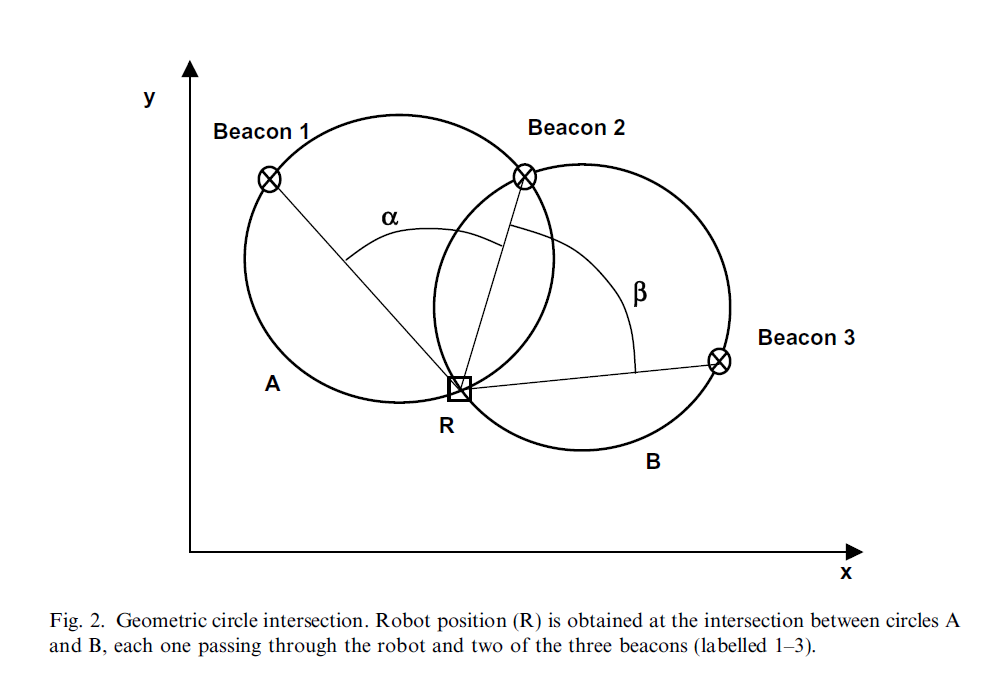 y
Beacon 1
Beacon 2
α
β
Beacon 3
A
R
B
x
Fig. 2. Geometric circle intersection. Robot position (R) is obtained at the intersection between circles A
and B, each one passing through the robot and two of the three beacons (labelled 1–3).